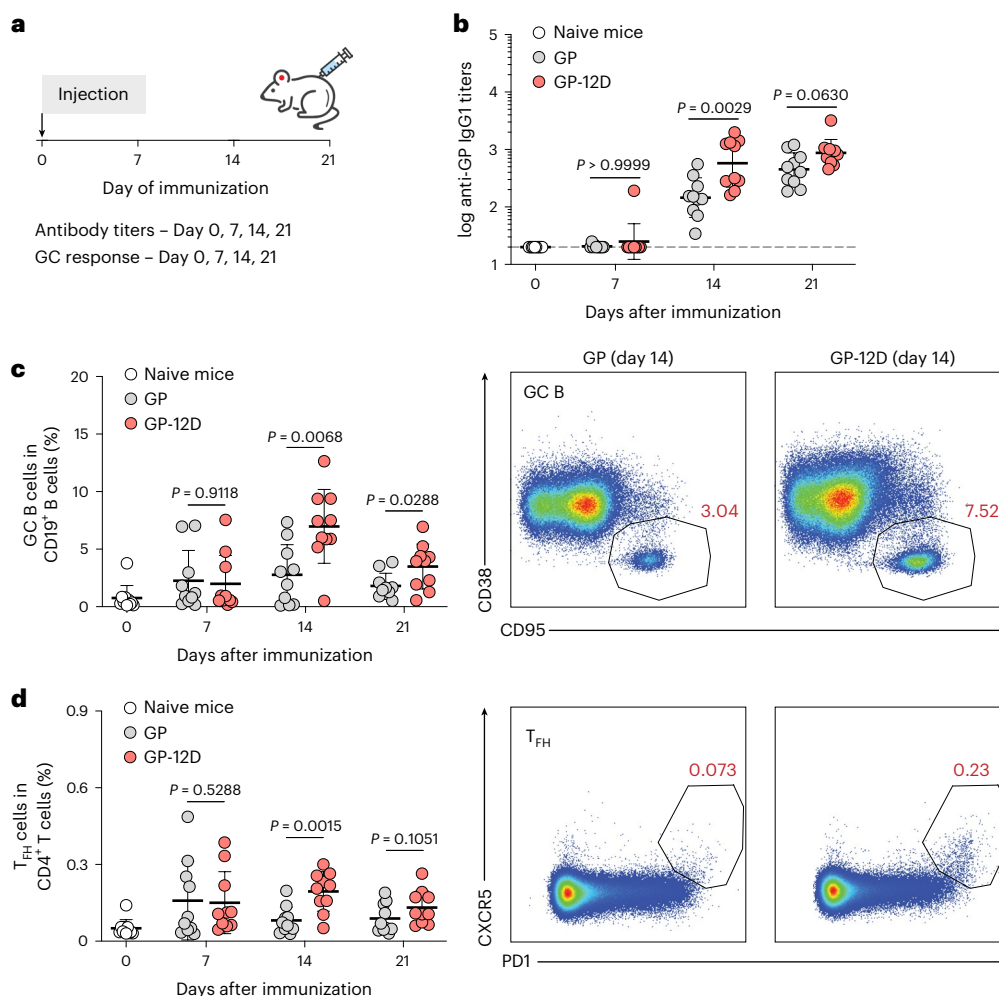 a
Injection
0 7 14 21
Day of immunization
Antibody titers – Day 0, 7, 14, 21
GC response – Day 0, 7, 14, 21
b
Naive mice
GP
GP-12D
log anti-GP IgG1 titers
5
4
3
2
1
P > 0.9999
P = 0.0029
P = 0.0630
0 7 14 21
Days after immunization
c
Naive mice
GP
GP-12D
GC B cells in
CD19+ B cells (%)
20
15
10
5
0
P = 0.9118
P = 0.0068
P = 0.0288
0 7 14 21
Days after immunization
GP (day 14)
GP-12D (day 14)
GC B
3.04
7.52
CD38
CD95
d
Naive mice
GP
GP-12D
TFH cells in
CD4+ T cells (%)
0.9
0.6
0.3
0
P = 0.5288
P = 0.0015
P = 0.1051
0 7 14 21
Days after immunization
TFH
0.073
0.23
CXCR5
PD1